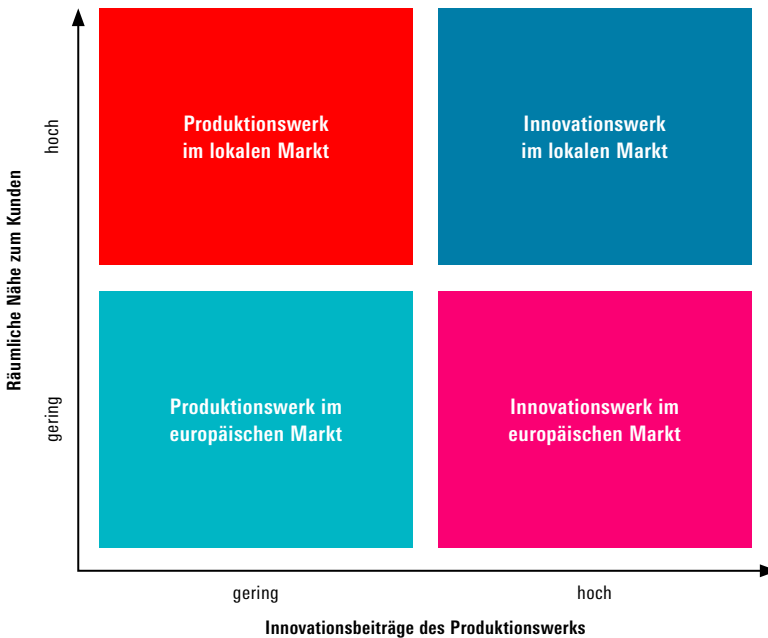 Räumliche Nähe zum Kunden
hoch
gering
Produktionswerk
im lokalen Markt
Innovationswerk
im lokalen Markt
Produktionswerk im
europäischen Markt
Innovationswerk im
europäischen Markt
gering
hoch
Innovationsbeiträge des Produktionswerks